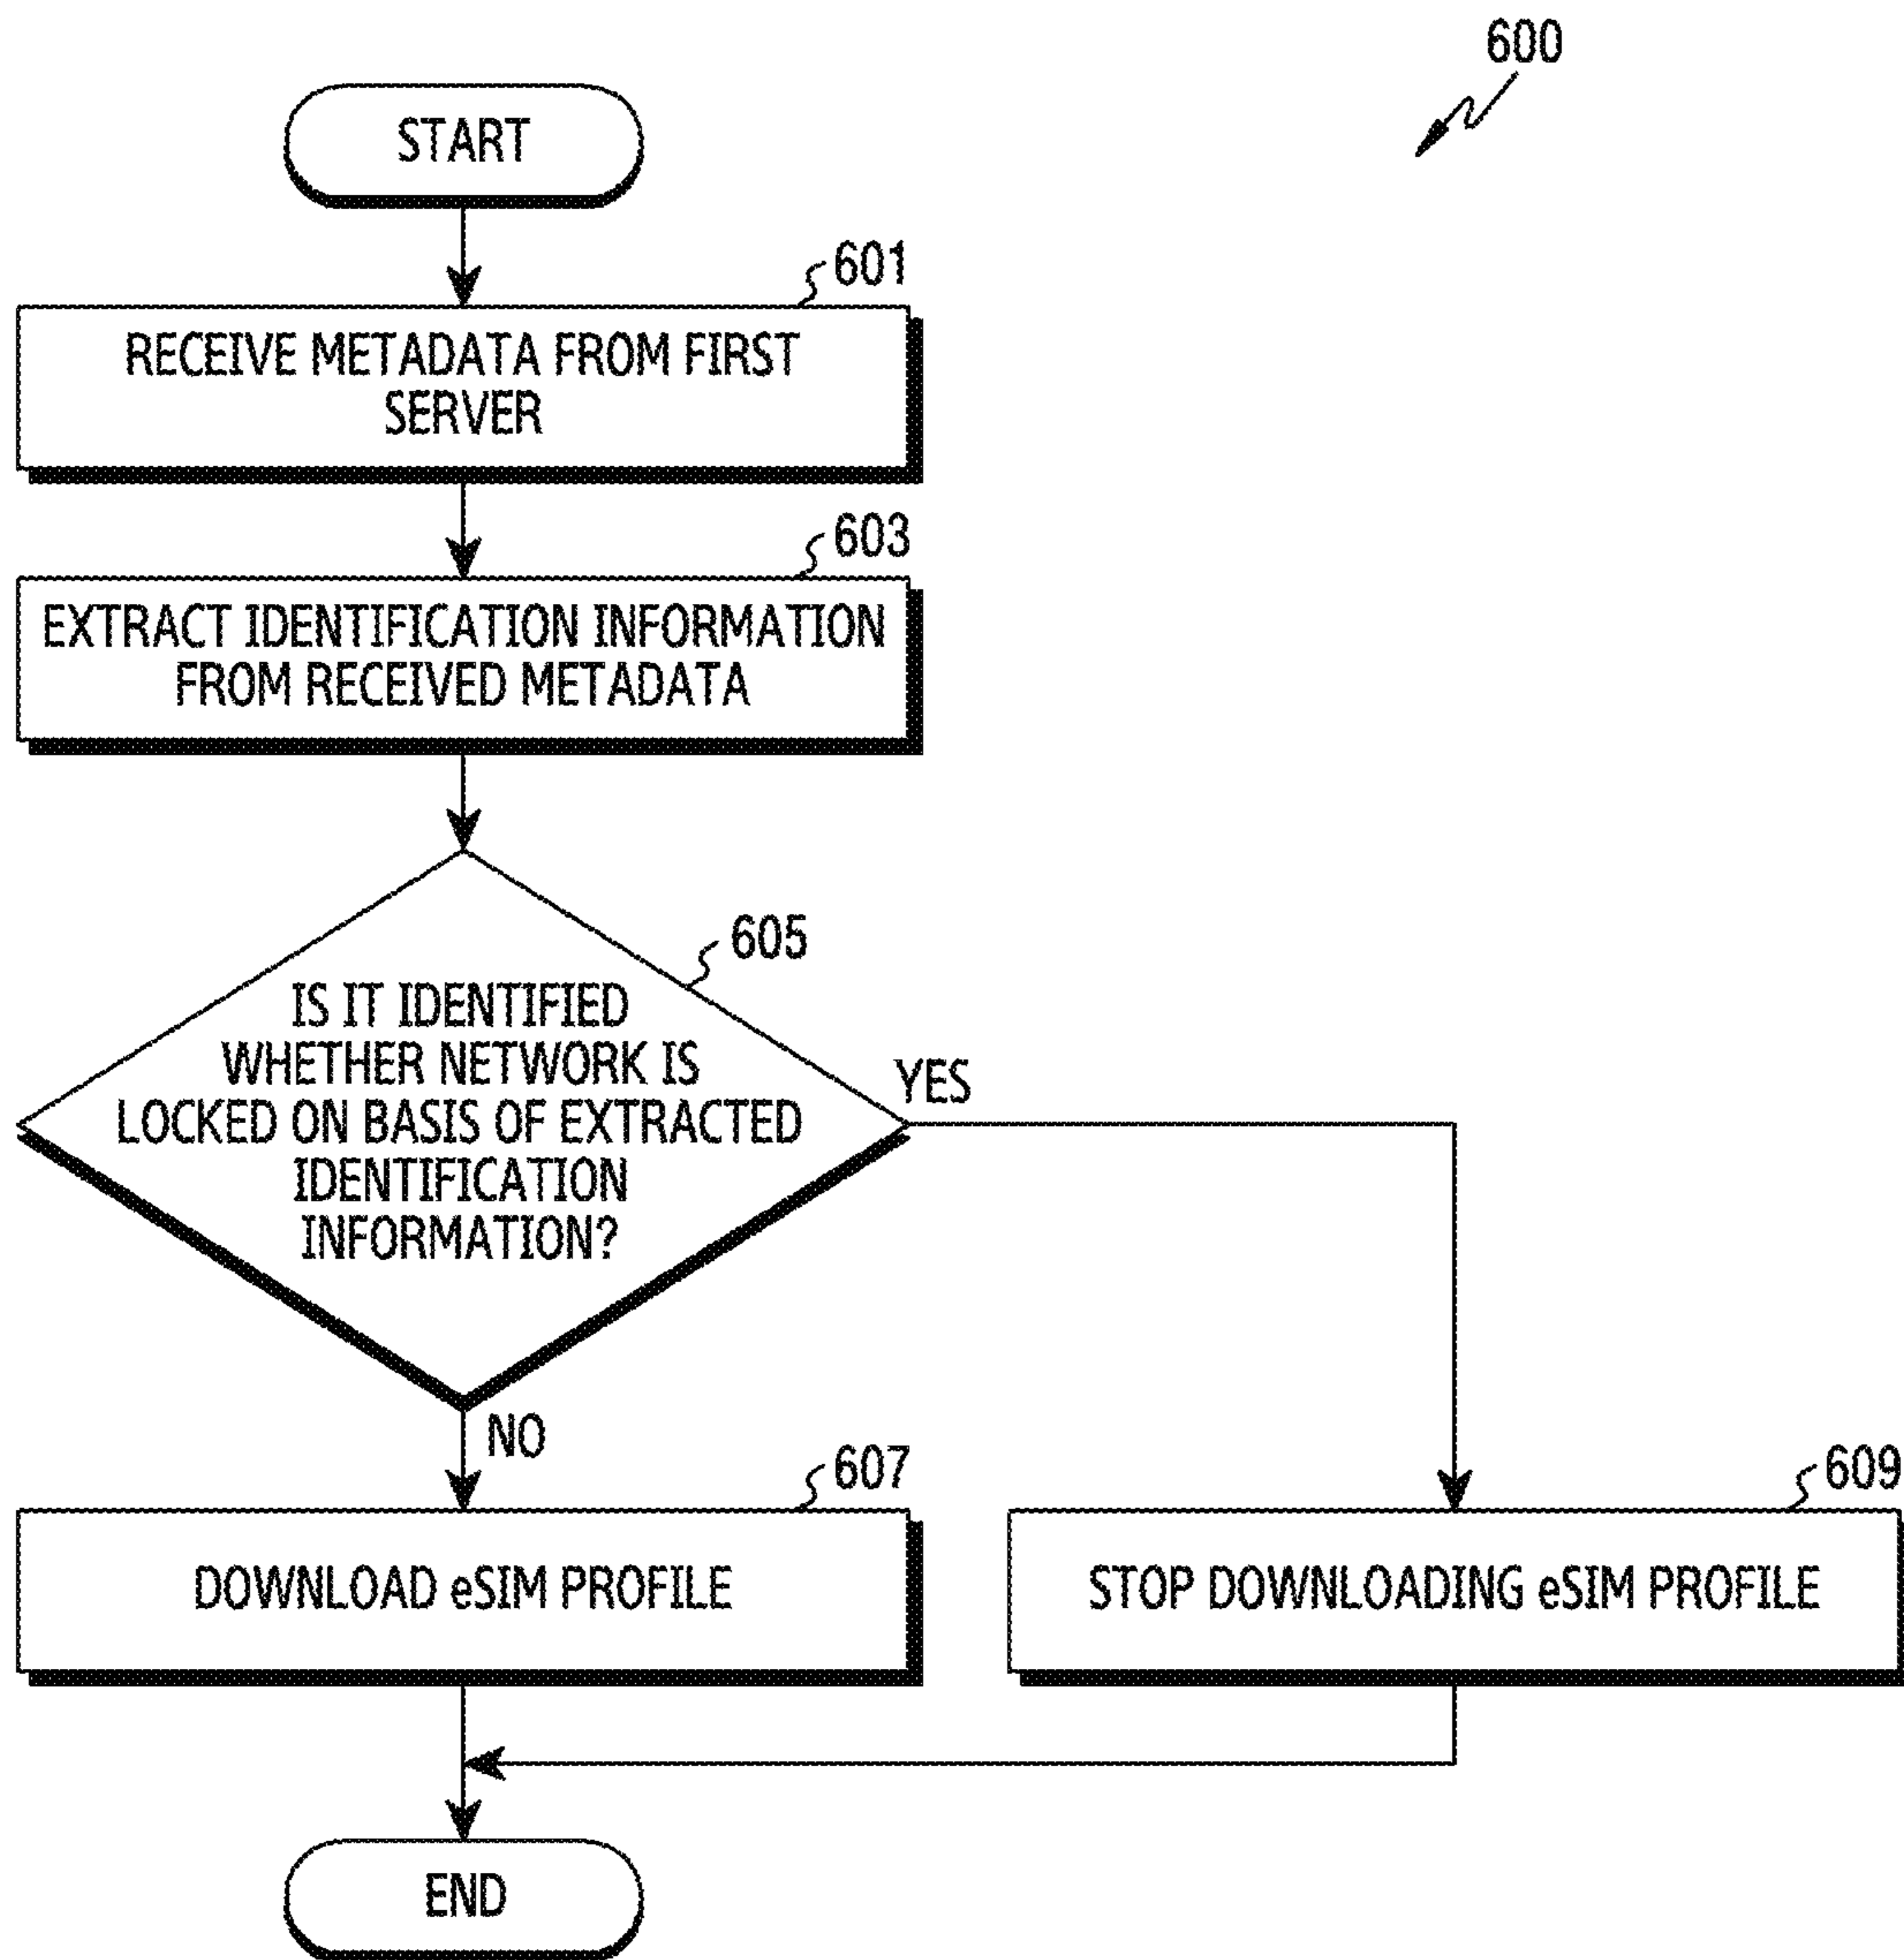 600
START
601
RECEIVE METADATA FROM FIRST
SERVER
603
EXTRACT IDENTIFICATION INFORMATION
FROM RECEIVED METADATA
605
IS IT IDENTIFIED
WHETHER NETWORK IS
LOCKED ON BASIS OF EXTRACTED
IDENTIFICATION
INFORMATION?
YES
NO
607
DOWNLOAD eSIM PROFILE
609
STOP DOWNLOADING eSIM PROFILE
END